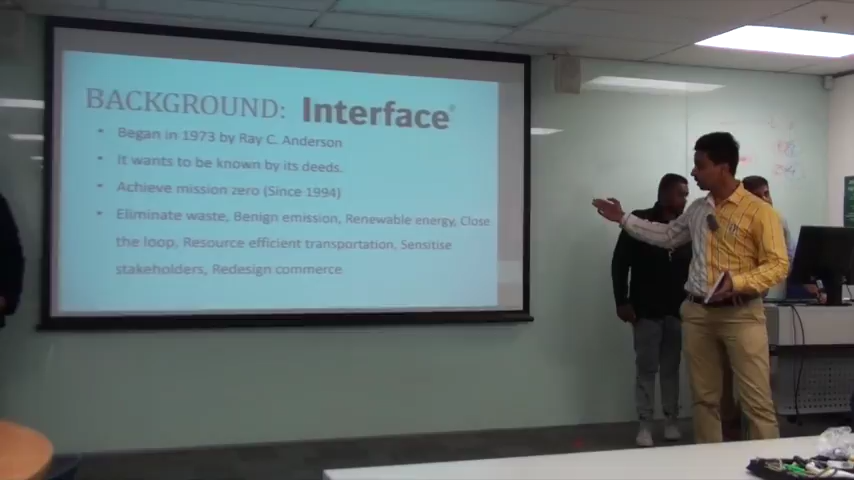 BACKGROUND: Interface®
• Began in 1973 by Ray C. Anderson
• It wants to be known by its deeds.
• Achieve mission zero (Since 1994)
• Eliminate waste, Benign emission, Renewable energy, Close
the loop, Resource efficient transportation, Sensitise
stakeholders, Redesign commerce